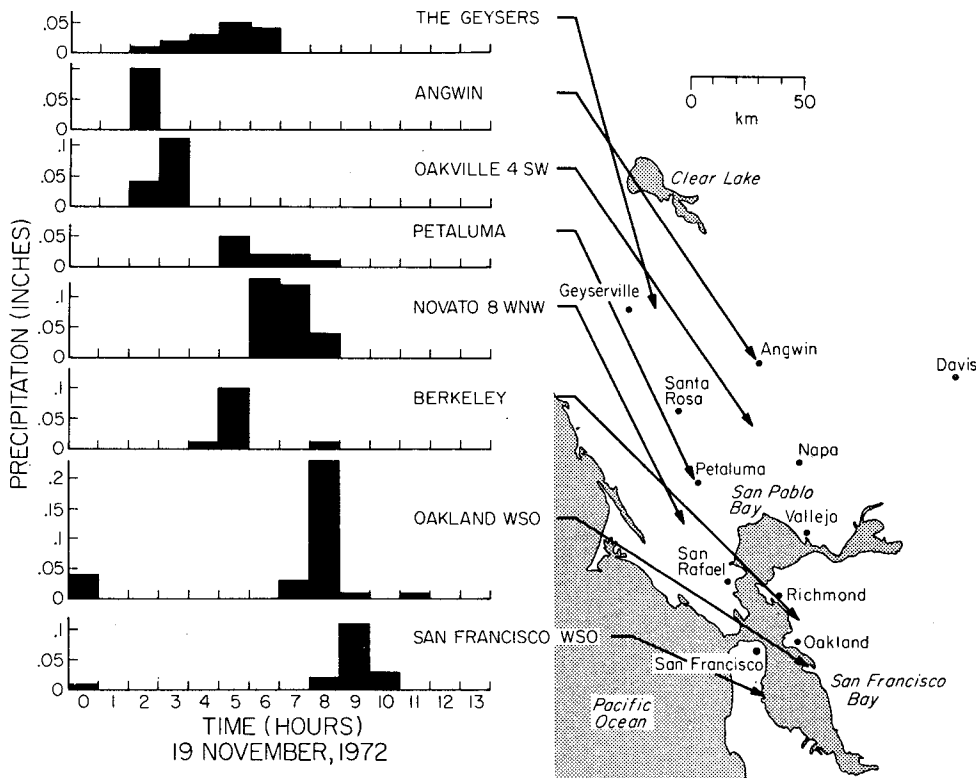 PRECIPITATION (INCHES)
.05
0
THE GEYSERS
.05
0
ANGWIN
.1
.05
0
OAKVILLE 4 SW
.05
0
PETALUMA
.1
.05
0
NOVATO 8 WNW
.1
.05
0
BERKELEY
.2
.1
.05
0
OAKLAND WSO
.1
.05
0
SAN FRANCISCO WSO
0 1 2 3 4 5 6 7 8 9 10 11 12 13
TIME (HOURS)
19 NOVEMBER, 1972
0 50
km
Clear Lake
Geyserville
Angwin
Davis
Santa
Rosa
Napa
Petaluma
San Pablo
Bay
Vallejo
San
Rafael
Richmond
Oakland
San Francisco
San Francisco
Bay
Pacific
Ocean